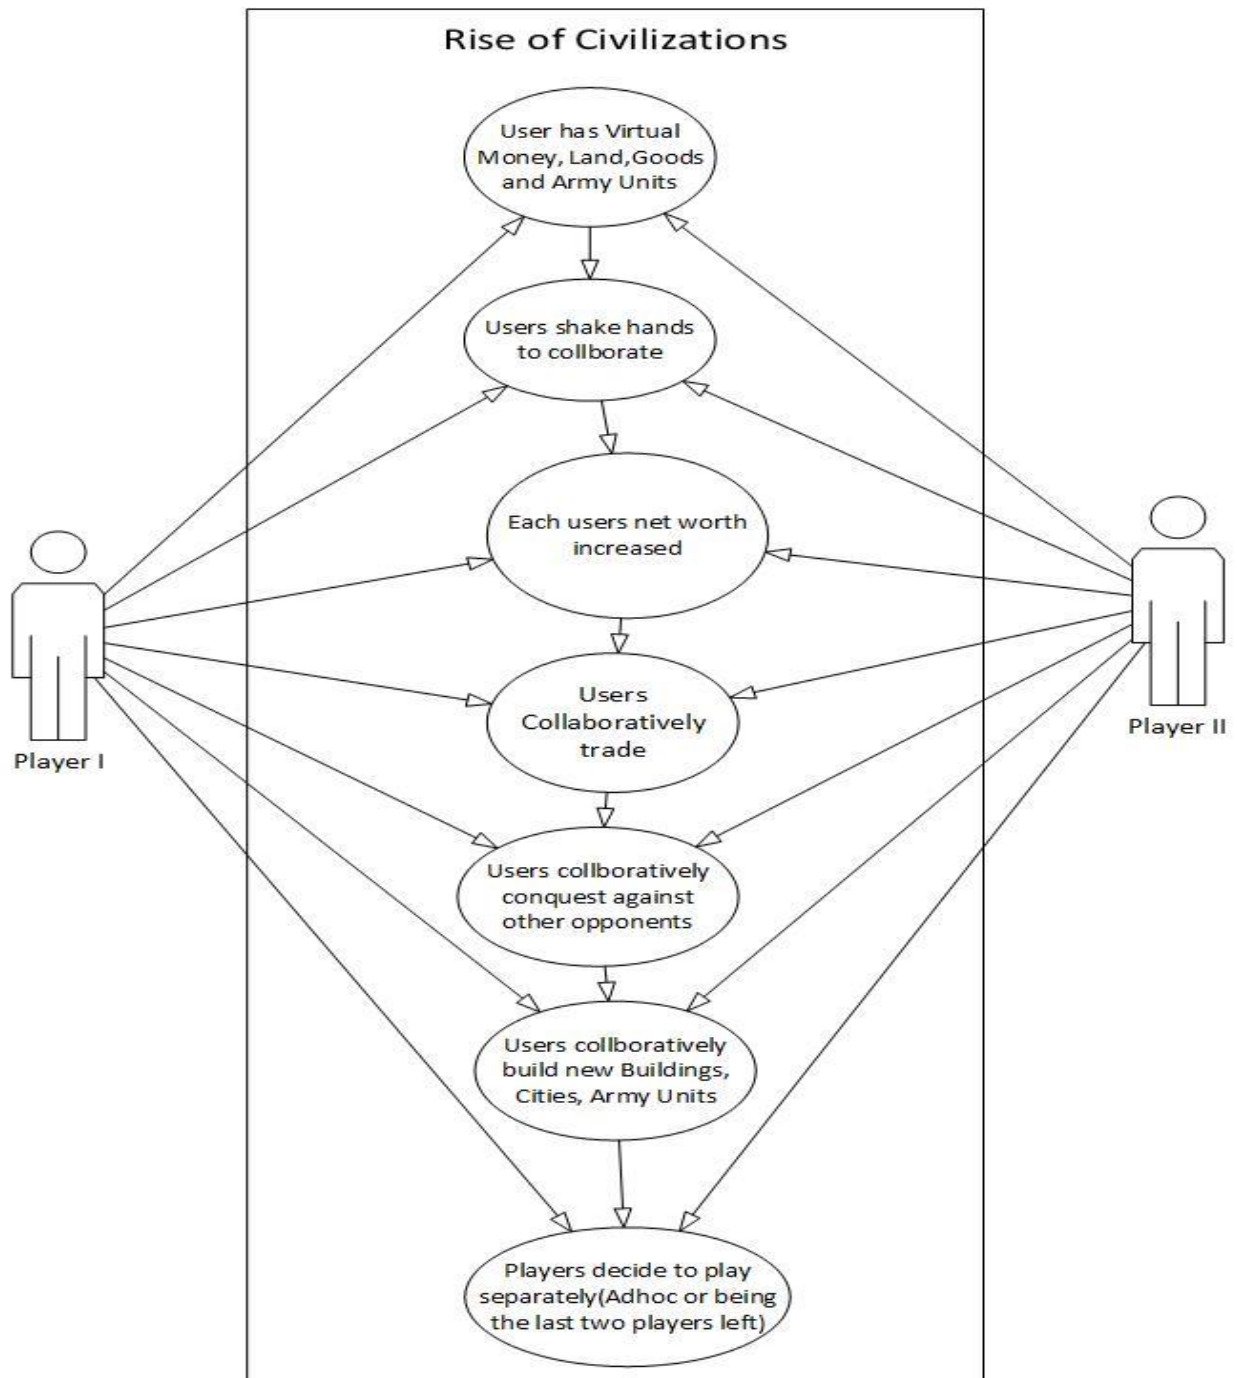 Rise of Civilizations
User has Virtual
Money, Land,Goods
and Army Units
Users shake hands
to collborate
Each users net worth
increased
Users
Collaboratively
trade
Player I
Player II
Users collboratively
conquest against
other opponents
Users collboratively
build new Buildings,
Cities, Army Units
Players decide to play
separately(Adhoc or being
the last two players left)